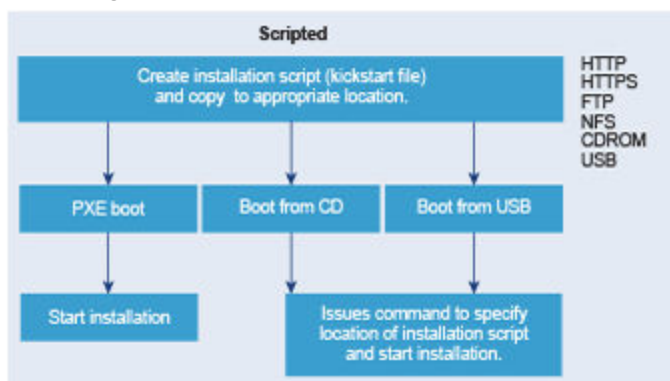 Scripted
Create installation script (kickstart file)
and copy to appropriate location.
HTTP
HTTPS
FTP
NFS
CDROM
USB
PXE boot
Boot from CD
Boot from USB
Start installation
Issues command to specify
location of installation script
and start installation.